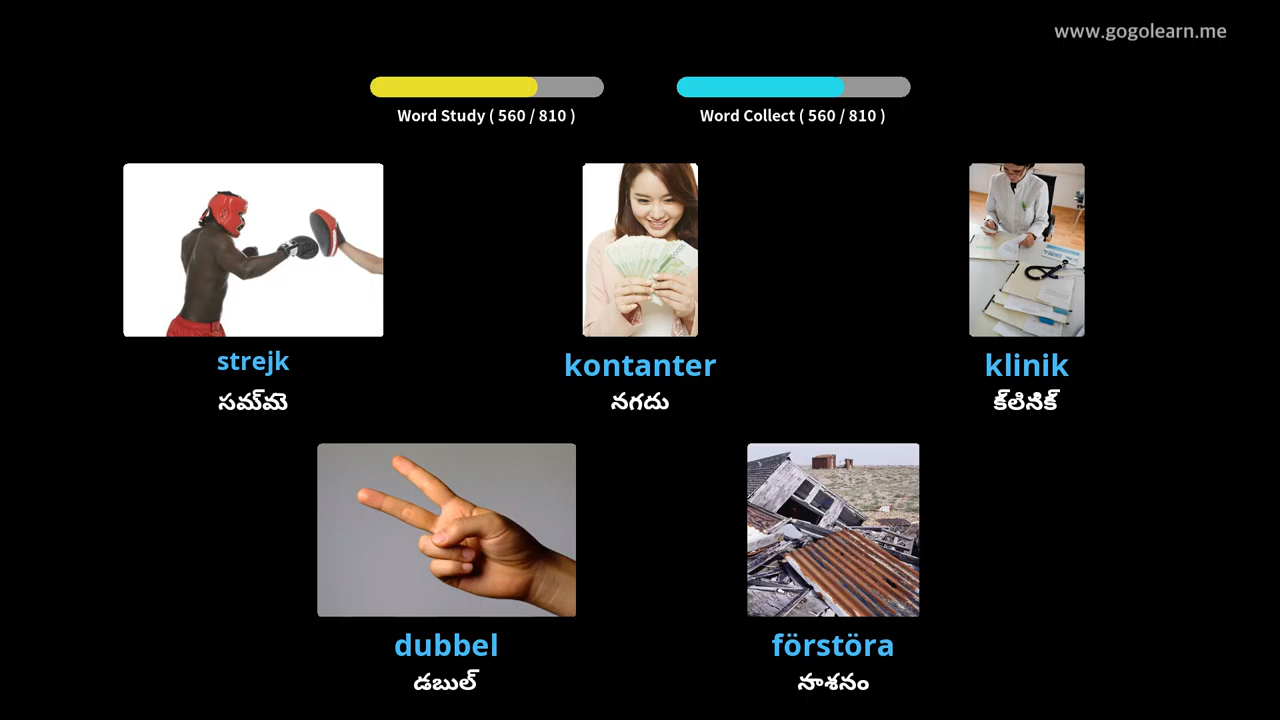 www.gogolearn.me
Word Study ( 560 / 810 )
Word Collect ( 560 / 810 )
strejk
kontanter
klinik
సమ్మె
నగదు
క్లినిక్
dubbel
förstöra
డబుల్
నాశనం